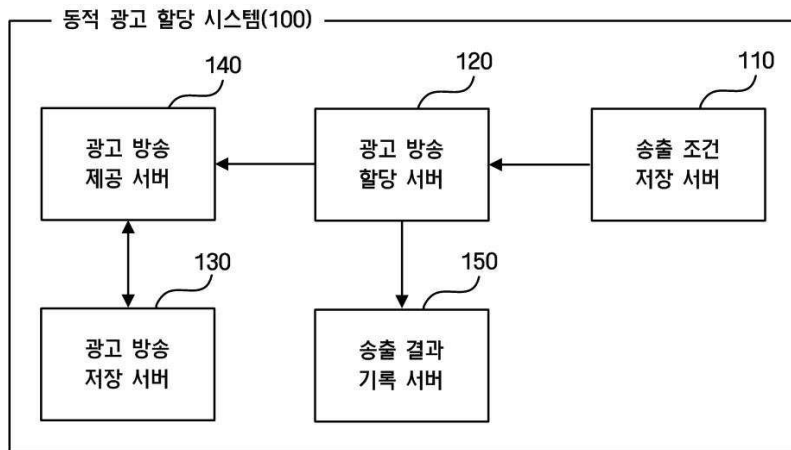 동적 광고 할당 시스템(100)
140
120
110
광고 방송
제공 서버
광고 방송
할당 서버
송출 조건
저장 서버
130
150
광고 방송
저장 서버
송출 결과
기록 서버